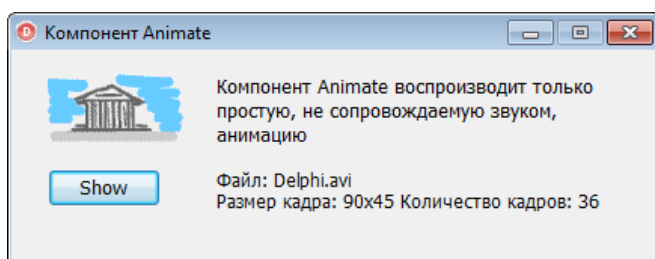 Компонент Animate
Компонент Animate воспроизводит только
простую, не сопровождаемую звуком,
анимацию
Show
Файл: Delphi.avi
Размер кадра: 90x45 Количество кадров: 36